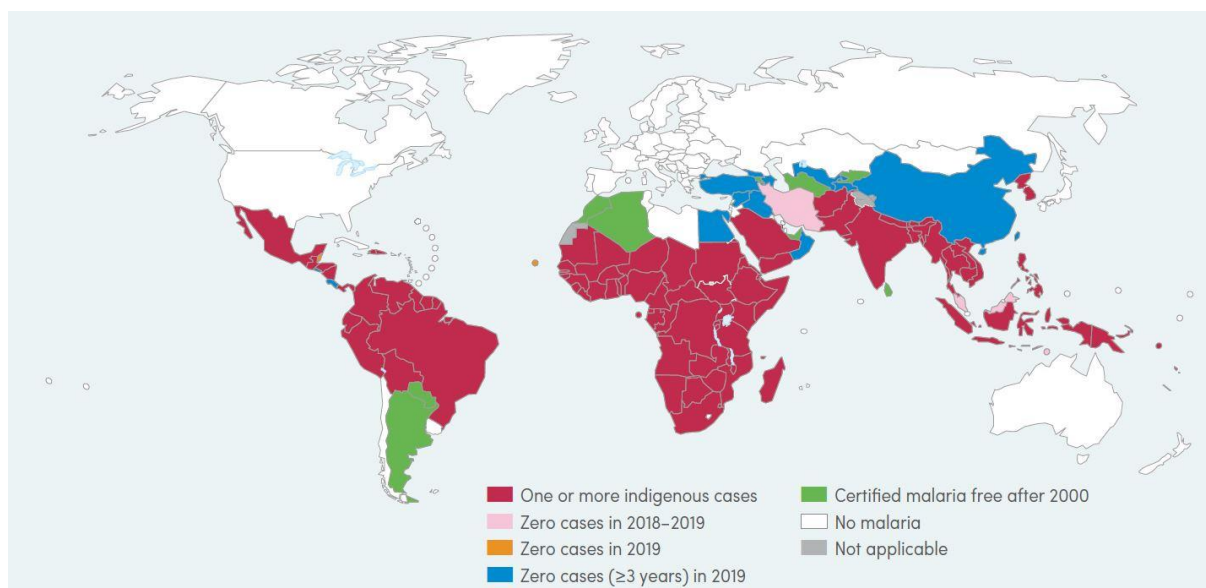 One or more indigenous cases
Zero cases in 2018–2019
Zero cases in 2019
Zero cases (≥3 years) in 2019
Certified malaria free after 2000
No malaria
Not applicable